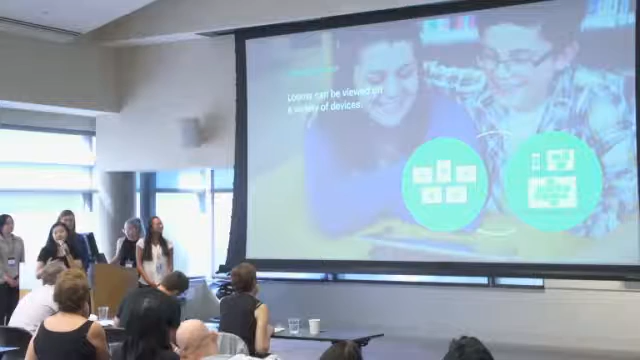 Looms can be viewed on
a variety of devices.